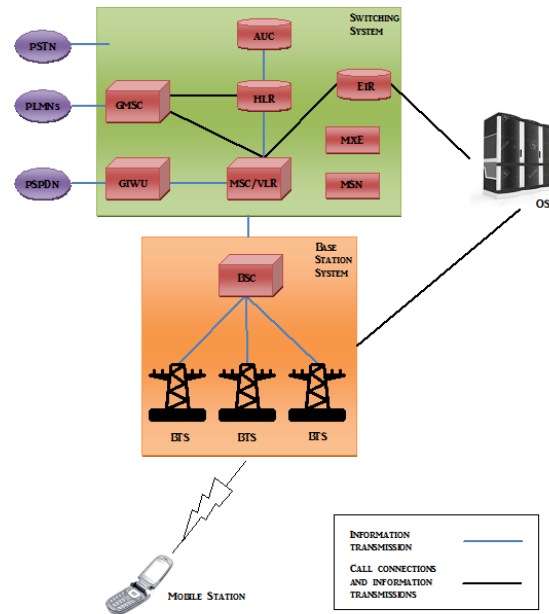 SWITCHING
SYSTEM
AUC
PSTN
EIR
PLMNs
GMSC
HLR
MXE
PSPDN
GIWU
MSC/VLR
MSN
OS
BASE
STATION
SYSTEM
BSC
BTS
BTS
BTS
INFORMATION
TRANSMISSION
CALL CONNECTIONS
AND INFORMATION
TRANSMISSIONS
MOBILE STATION